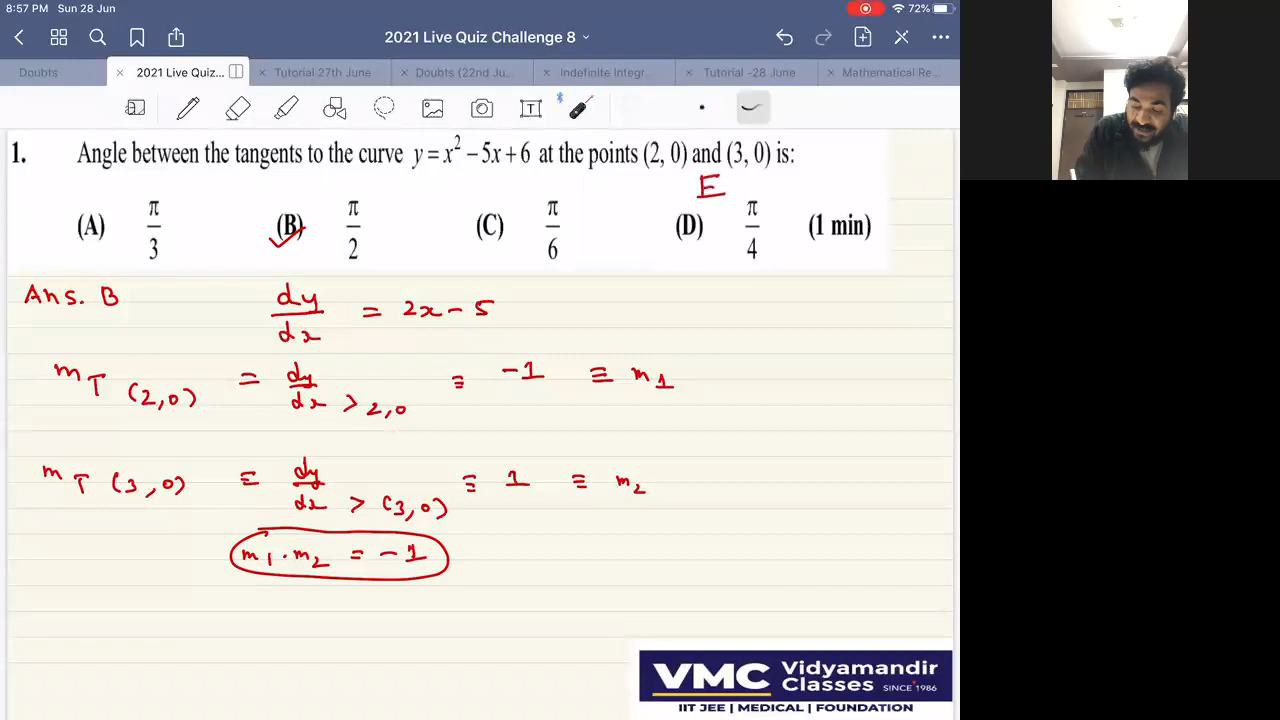 8:57 PM Sun 28 Jun
72%
2021 Live Quiz Challenge 8
Doubts
2021 Live Quiz...
Tutorial 27th June
Doubts (22nd Ju...
Indefinite Integr...
Tutorial -28 June
Mathematical Re...
1. Angle between the tangents to the curve y = x² − 5x + 6 at the points (2, 0) and (3, 0) is:
E
(A) π/3 (B) π/2 (C) π/6 (D) π/4 (1 min)
Ans. B dy/dx = 2x - 5
m T (2,0) = dy/dx > 2,0 ≡ -1 ≡ m1
m T (3,0) ≡ dy/dx > (3,0) ≡ 1 ≡ m2
m1 . m2 = -1
VMC Vidyamandir Classes SINCE 1986
IIT JEE | MEDICAL | FOUNDATION